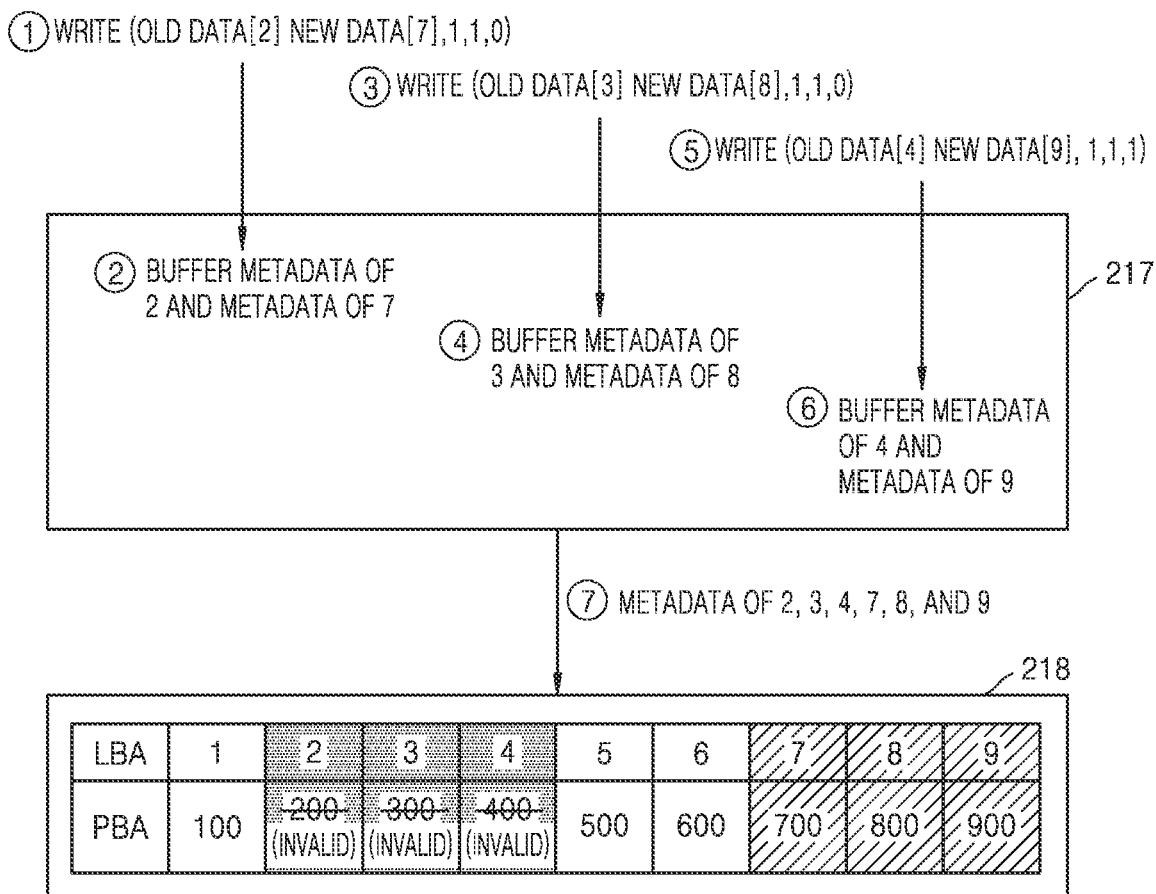 ① WRITE (OLD DATA[2] NEW DATA[7],1,1,0)
③ WRITE (OLD DATA[3] NEW DATA[8],1,1,0)
⑤ WRITE (OLD DATA[4] NEW DATA[9], 1,1,1)
② BUFFER METADATA OF
2 AND METADATA OF 7
217
④ BUFFER METADATA OF
3 AND METADATA OF 8
⑥ BUFFER METADATA
OF 4 AND
METADATA OF 9
⑦ METADATA OF 2, 3, 4, 7, 8, AND 9
218
LBA 1 2 3 4 5 6 7 8 9
PBA 100 200 300 400 500 600 700 800 900
(INVALID) (INVALID) (INVALID)